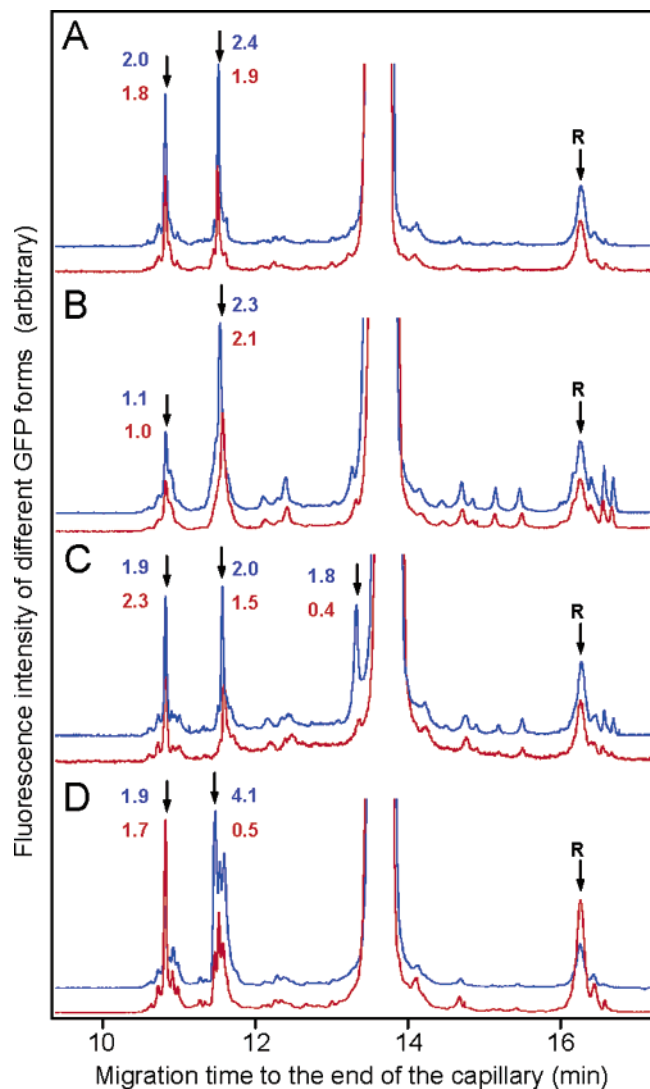 Fluorescence intensity of different GFP forms (arbitrary)
A
2.0
1.8
2.4
1.9
R
B
1.1
1.0
2.3
2.1
R
C
1.9
2.3
2.0
1.5
1.8
0.4
R
D
1.9
1.7
4.1
0.5
R
10 12 14 16
Migration time to the end of the capillary (min)